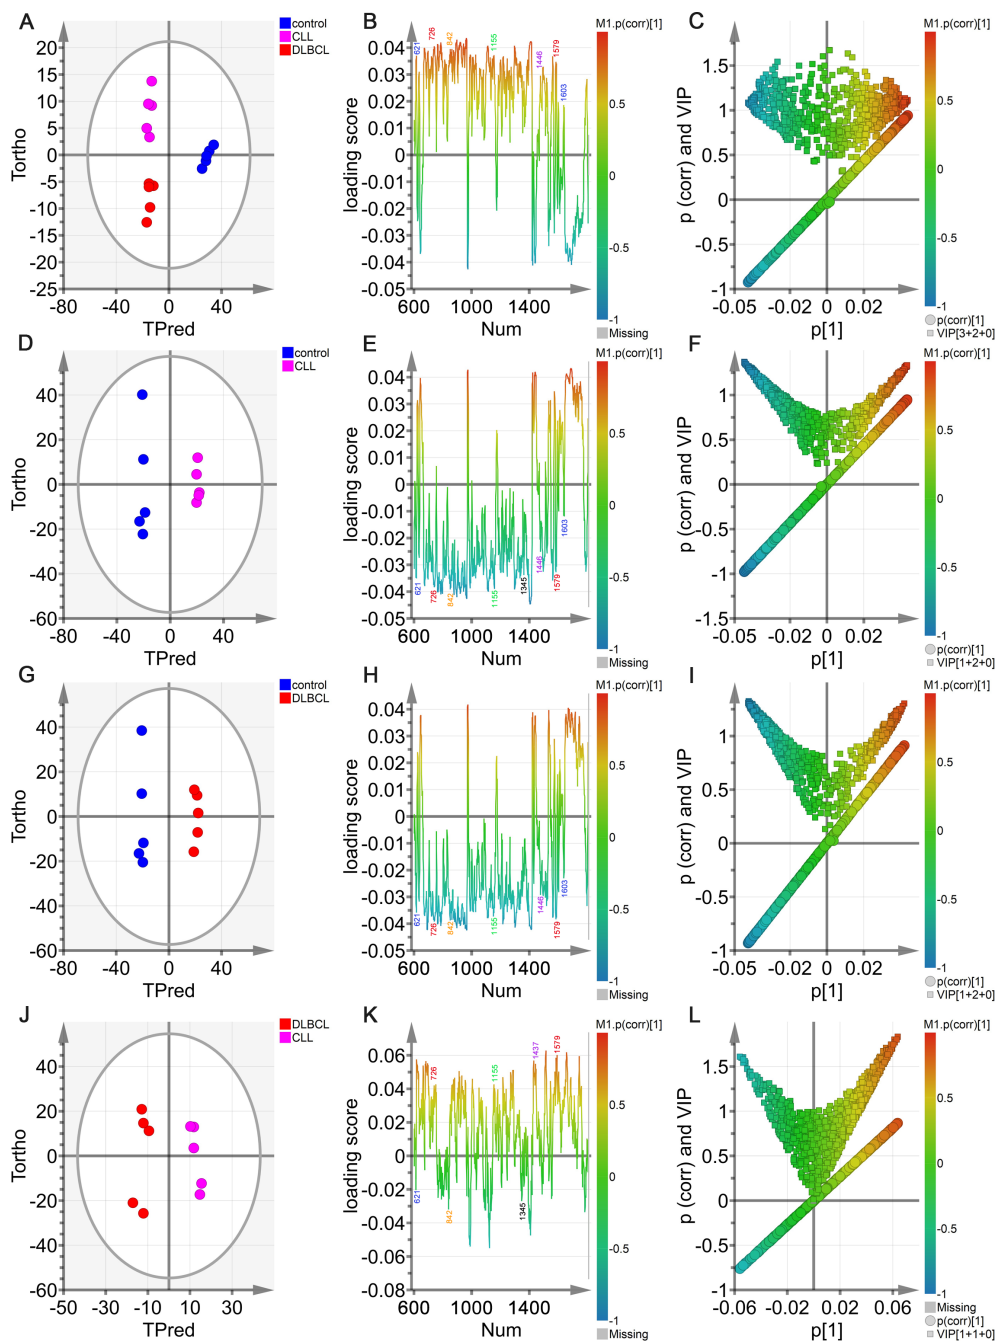 A
control
CLL
DLBCL
20
15
10
5
0
-5
-10
-15
-20
-25
-80
-40
0
40
Tortho
TPred
B
M1.p(corr)[1]
0.04
0.03
0.02
0.01
0
-0.01
-0.02
-0.03
-0.04
-0.05
600
1000
1400
loading score
Num
621
726
842
1155
1446
1579
1603
0.5
0
-0.5
-1
Missing
C
M1.p(corr)[1]
1.5
1
0.5
0
-0.5
-1
-0.05
-0.02
0
0.02
p (corr) and VIP
p[1]
0.5
0
-0.5
-1
p(corr)[1]
VIP[3+2+0]
D
control
CLL
40
20
0
-20
-40
-60
-80
-40
0
40
Tortho
TPred
E
M1.p(corr)[1]
0.04
0.03
0.02
0.01
0
-0.01
-0.02
-0.03
-0.04
-0.05
600
1000
1400
loading score
Num
621
726
842
1155
1345
1446
1579
1603
0.5
0
-0.5
-1
Missing
F
M1.p(corr)[1]
1
0.5
0
-0.5
-1
-1.5
-0.05
-0.02
0
0.02
p (corr) and VIP
p[1]
0.5
0
-0.5
-1
p(corr)[1]
VIP[1+2+0]
G
control
DLBCL
40
20
0
-20
-40
-60
-80
-40
0
40
Tortho
TPred
H
M1.p(corr)[1]
0.04
0.03
0.02
0.01
0
-0.01
-0.02
-0.03
-0.04
-0.05
600
1000
1400
loading score
Num
621
726
842
1155
1446
1579
1603
0.5
0
-0.5
-1
Missing
I
M1.p(corr)[1]
1
0.5
0
-0.5
-1
-0.05
-0.02
0
0.02
p (corr) and VIP
p[1]
0.5
0
-0.5
-1
p(corr)[1]
VIP[1+2+0]
J
DLBCL
CLL
40
20
0
-20
-40
-60
-50
-30
-10
10
30
Tortho
TPred
K
M1.p(corr)[1]
0.06
0.04
0.02
0
-0.02
-0.04
-0.06
-0.08
600
1000
1400
loading score
Num
621
726
842
1155
1345
1437
1579
0.5
0
-0.5
-1
Missing
L
M1.p(corr)[1]
1.5
1
0.5
0
-0.5
-1
-0.06
-0.02
0.02
0.06
p (corr) and VIP
p[1]
0.5
0
-0.5
-1
Missing
p(corr)[1]
VIP[1+1+0]